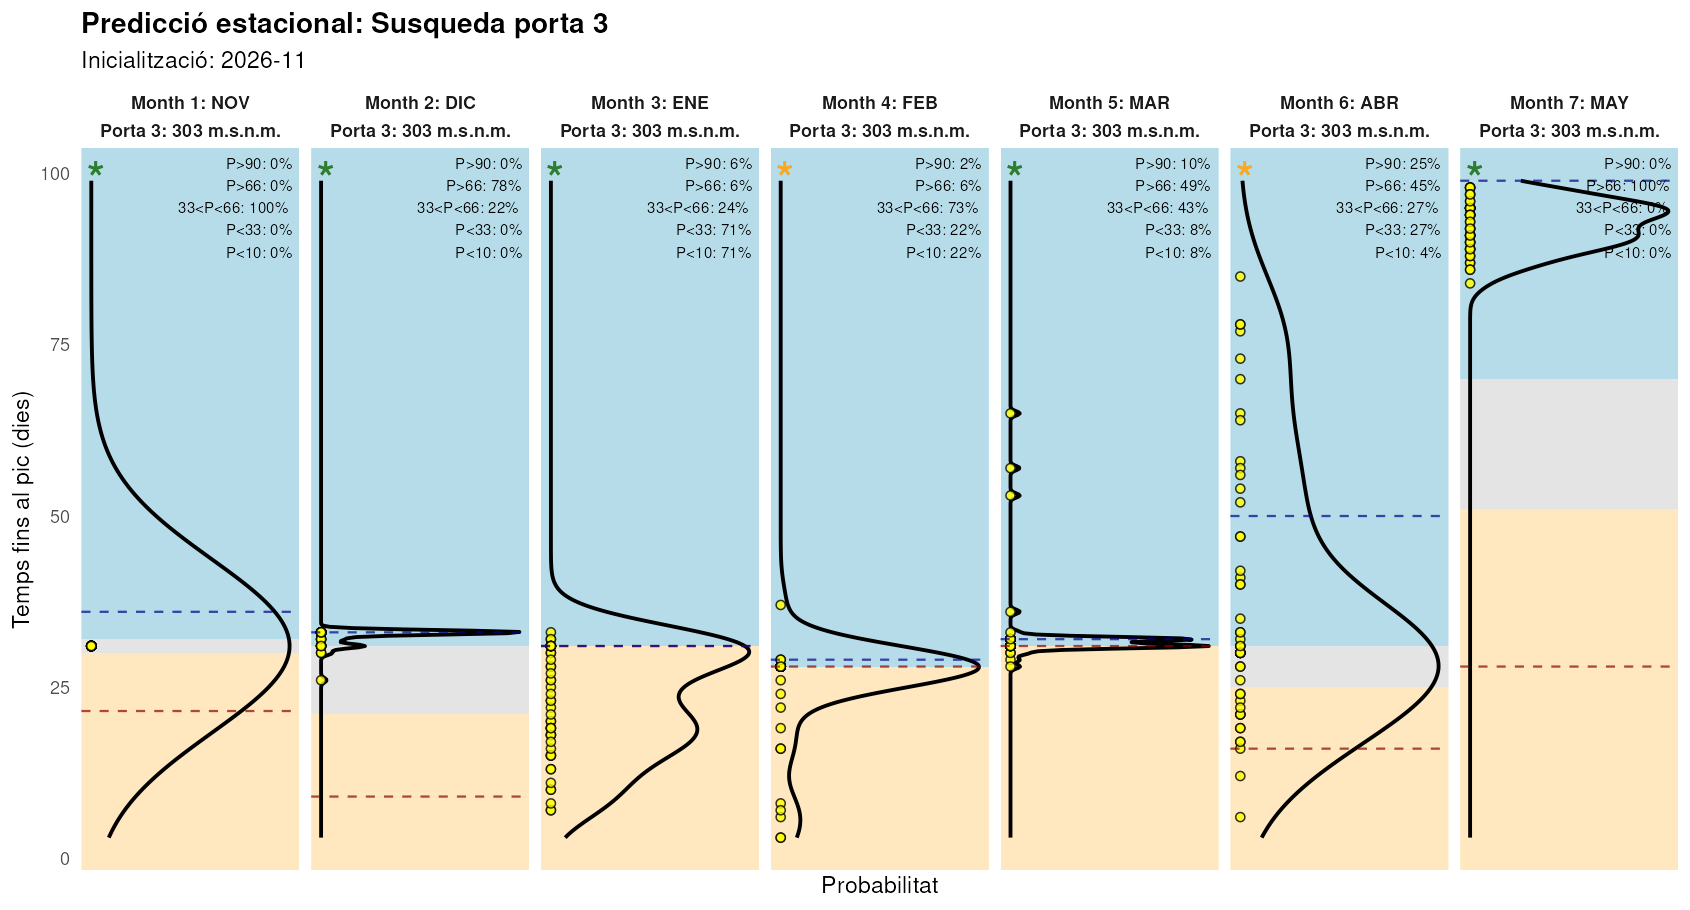 Predicció estacional: Susqueda porta 3
Inicialització: 2026-11
Month 1: NOV
Porta 3: 303 m.s.n.m.
Month 2: DIC
Porta 3: 303 m.s.n.m.
Month 3: ENE
Porta 3: 303 m.s.n.m.
Month 4: FEB
Porta 3: 303 m.s.n.m.
Month 5: MAR
Porta 3: 303 m.s.n.m.
Month 6: ABR
Porta 3: 303 m.s.n.m.
Month 7: MAY
Porta 3: 303 m.s.n.m.
Temps fins al pic (dies)
100
75
50
25
0
*
P>90: 0%
P>66: 0%
33<P<66: 100%
P<33: 0%
P<10: 0%
*
P>90: 0%
P>66: 78%
33<P<66: 22%
P<33: 0%
P<10: 0%
*
P>90: 6%
P>66: 6%
33<P<66: 24%
P<33: 71%
P<10: 71%
*
P>90: 2%
P>66: 6%
33<P<66: 73%
P<33: 22%
P<10: 22%
*
P>90: 10%
P>66: 49%
33<P<66: 43%
P<33: 8%
P<10: 8%
*
P>90: 25%
P>66: 45%
33<P<66: 27%
P<33: 27%
P<10: 4%
*
P>90: 0%
P>66: 100%
33<P<66: 0%
P<33: 0%
P<10: 0%
Probabilitat